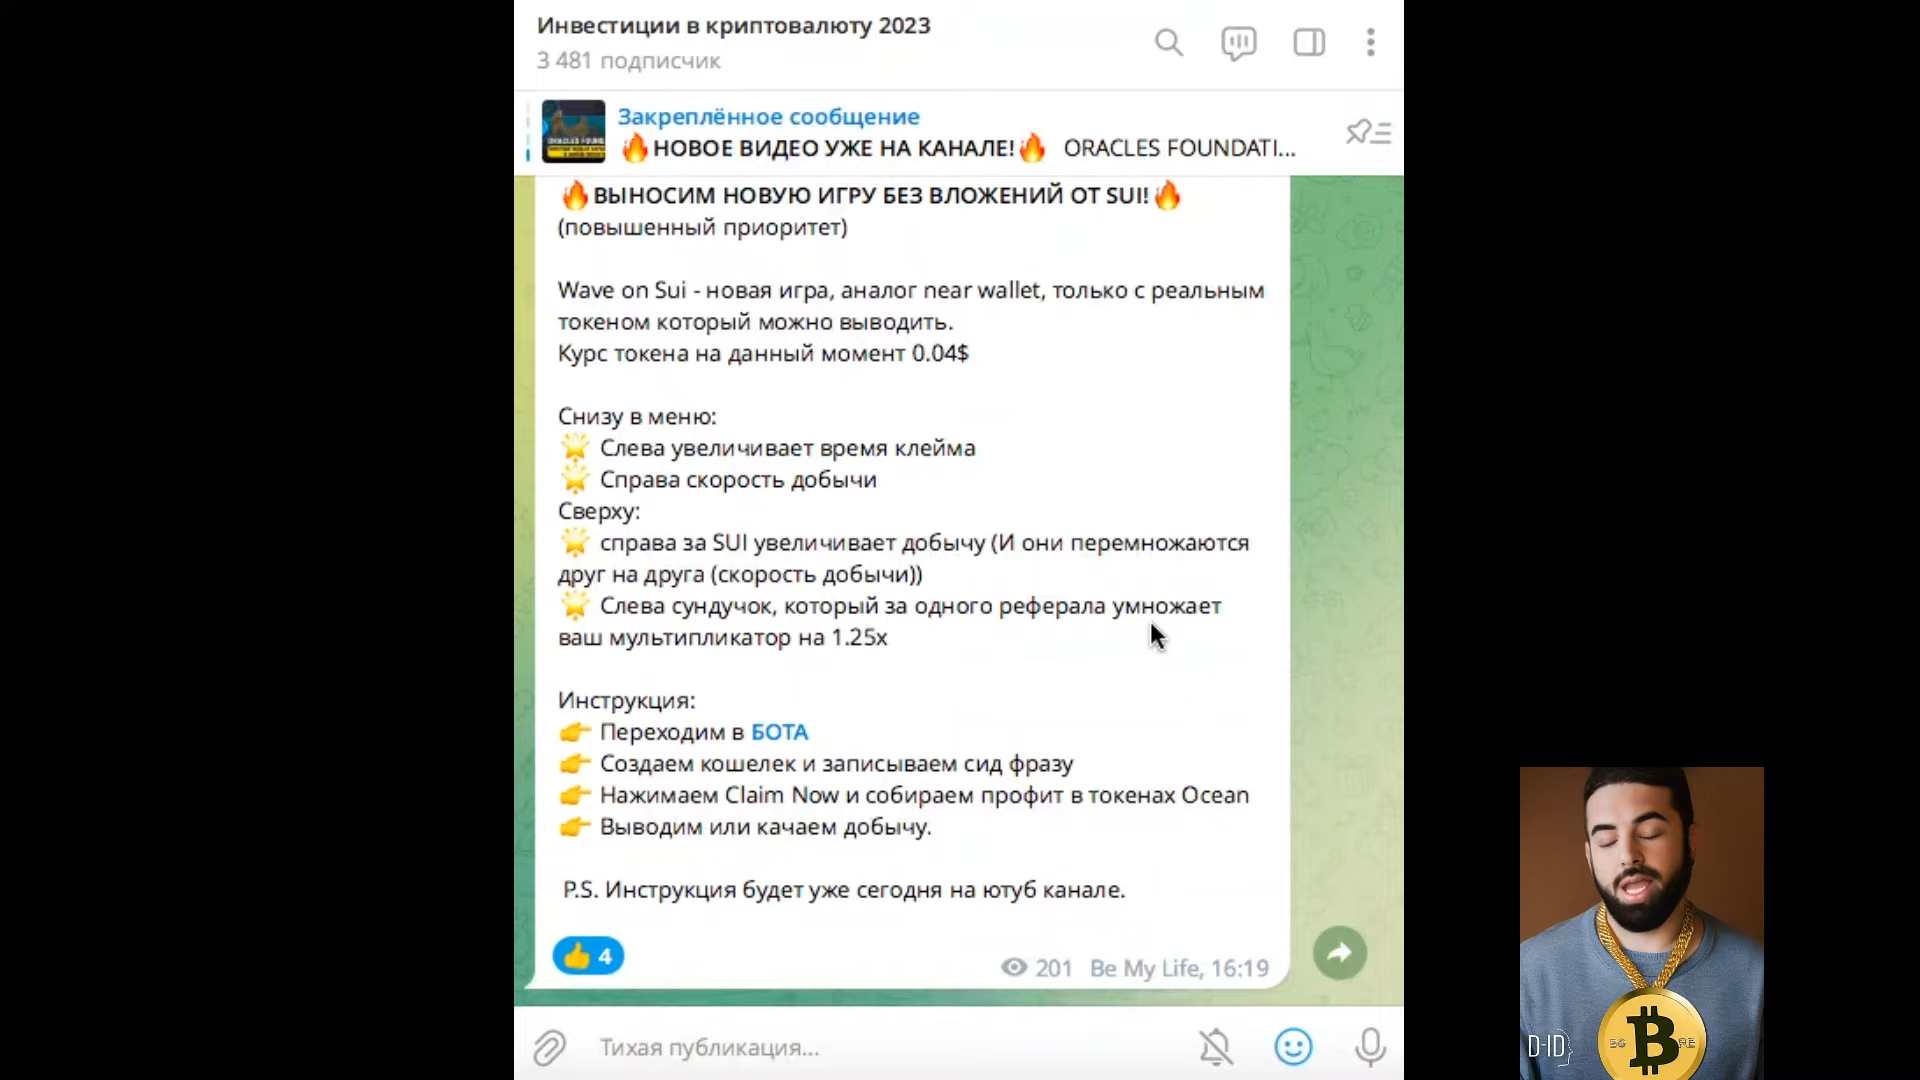 Инвестиции в криптовалюту 2023
3 481 подписчик
Закреплённое сообщение
🔥НОВОЕ ВИДЕО УЖЕ НА КАНАЛЕ!🔥 ORACLES FOUNDATI...
🔥ВЫНОСИМ НОВУЮ ИГРУ БЕЗ ВЛОЖЕНИЙ ОТ SUI!🔥
(повышенный приоритет)
Wave on Sui - новая игра, аналог near wallet, только с реальным
токеном который можно выводить.
Курс токена на данный момент 0.04$
Снизу в меню:
🌟 Слева увеличивает время клейма
🌟 Справа скорость добычи
Сверху:
🌟 справа за SUI увеличивает добычу (И они перемножаются
друг на друга (скорость добычи))
🌟 Слева сундучок, который за одного реферала умножает
ваш мультипликатор на 1.25x
Инструкция:
👉 Переходим в БОТА
👉 Создаем кошелек и записываем сид фразу
👉 Нажимаем Claim Now и собираем профит в токенах Ocean
👉 Выводим или качаем добычу.
P.S. Инструкция будет уже сегодня на ютуб канале.
👍 4
201 Be My Life, 16:19
Тихая публикация...
D-ID